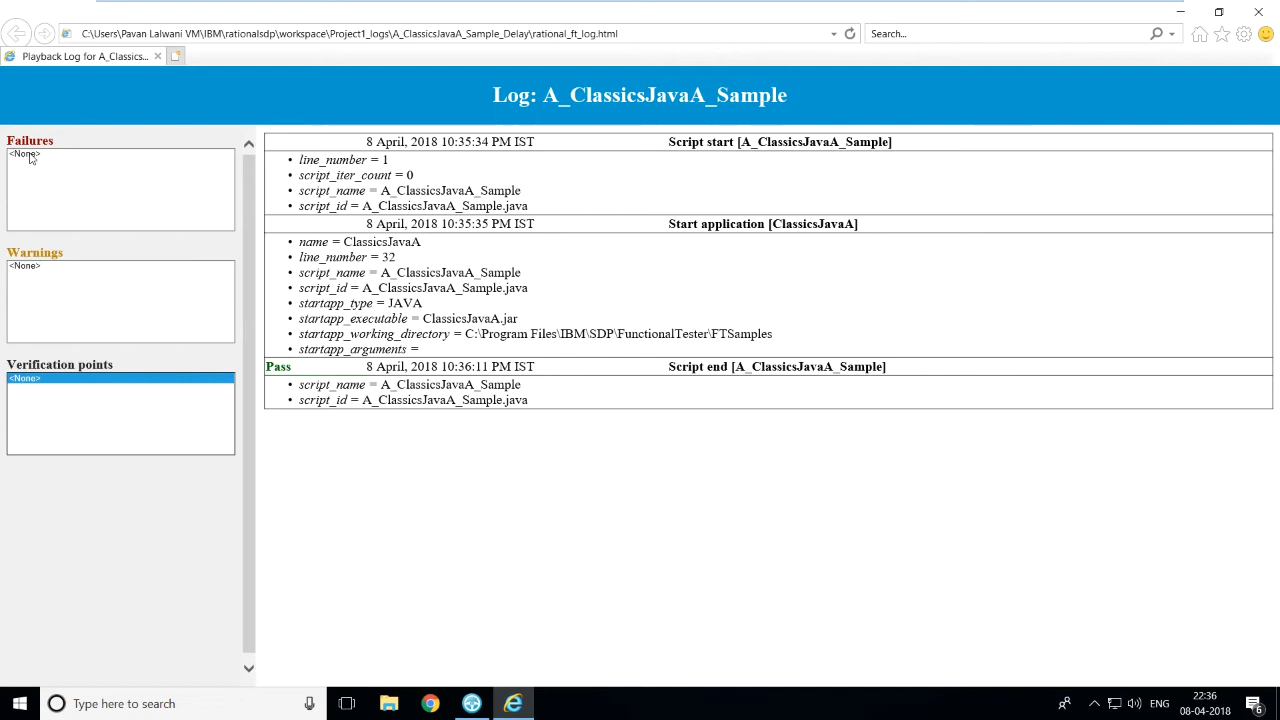 C:\Users\Pavan Lalwani VM\IBM\rationalsdp\workspace\Project1_logs\A_ClassicsJavaA_Sample_Delay\rational_ft_log.html
Search...
Playback Log for A_Classics...
Log: A_ClassicsJavaA_Sample
Failures
<None>
Warnings
<None>
Verification points
<None>
8 April, 2018 10:35:34 PM IST Script start [A_ClassicsJavaA_Sample]
• line_number = 1
• script_iter_count = 0
• script_name = A_ClassicsJavaA_Sample
• script_id = A_ClassicsJavaA_Sample.java
8 April, 2018 10:35:35 PM IST Start application [ClassicsJavaA]
• name = ClassicsJavaA
• line_number = 32
• script_name = A_ClassicsJavaA_Sample
• script_id = A_ClassicsJavaA_Sample.java
• startapp_type = JAVA
• startapp_executable = ClassicsJavaA.jar
• startapp_working_directory = C:\Program Files\IBM\SDP\FunctionalTester\FTSamples
• startapp_arguments =
Pass 8 April, 2018 10:36:11 PM IST Script end [A_ClassicsJavaA_Sample]
• script_name = A_ClassicsJavaA_Sample
• script_id = A_ClassicsJavaA_Sample.java
Type here to search
ENG
22:36
08-04-2018
6